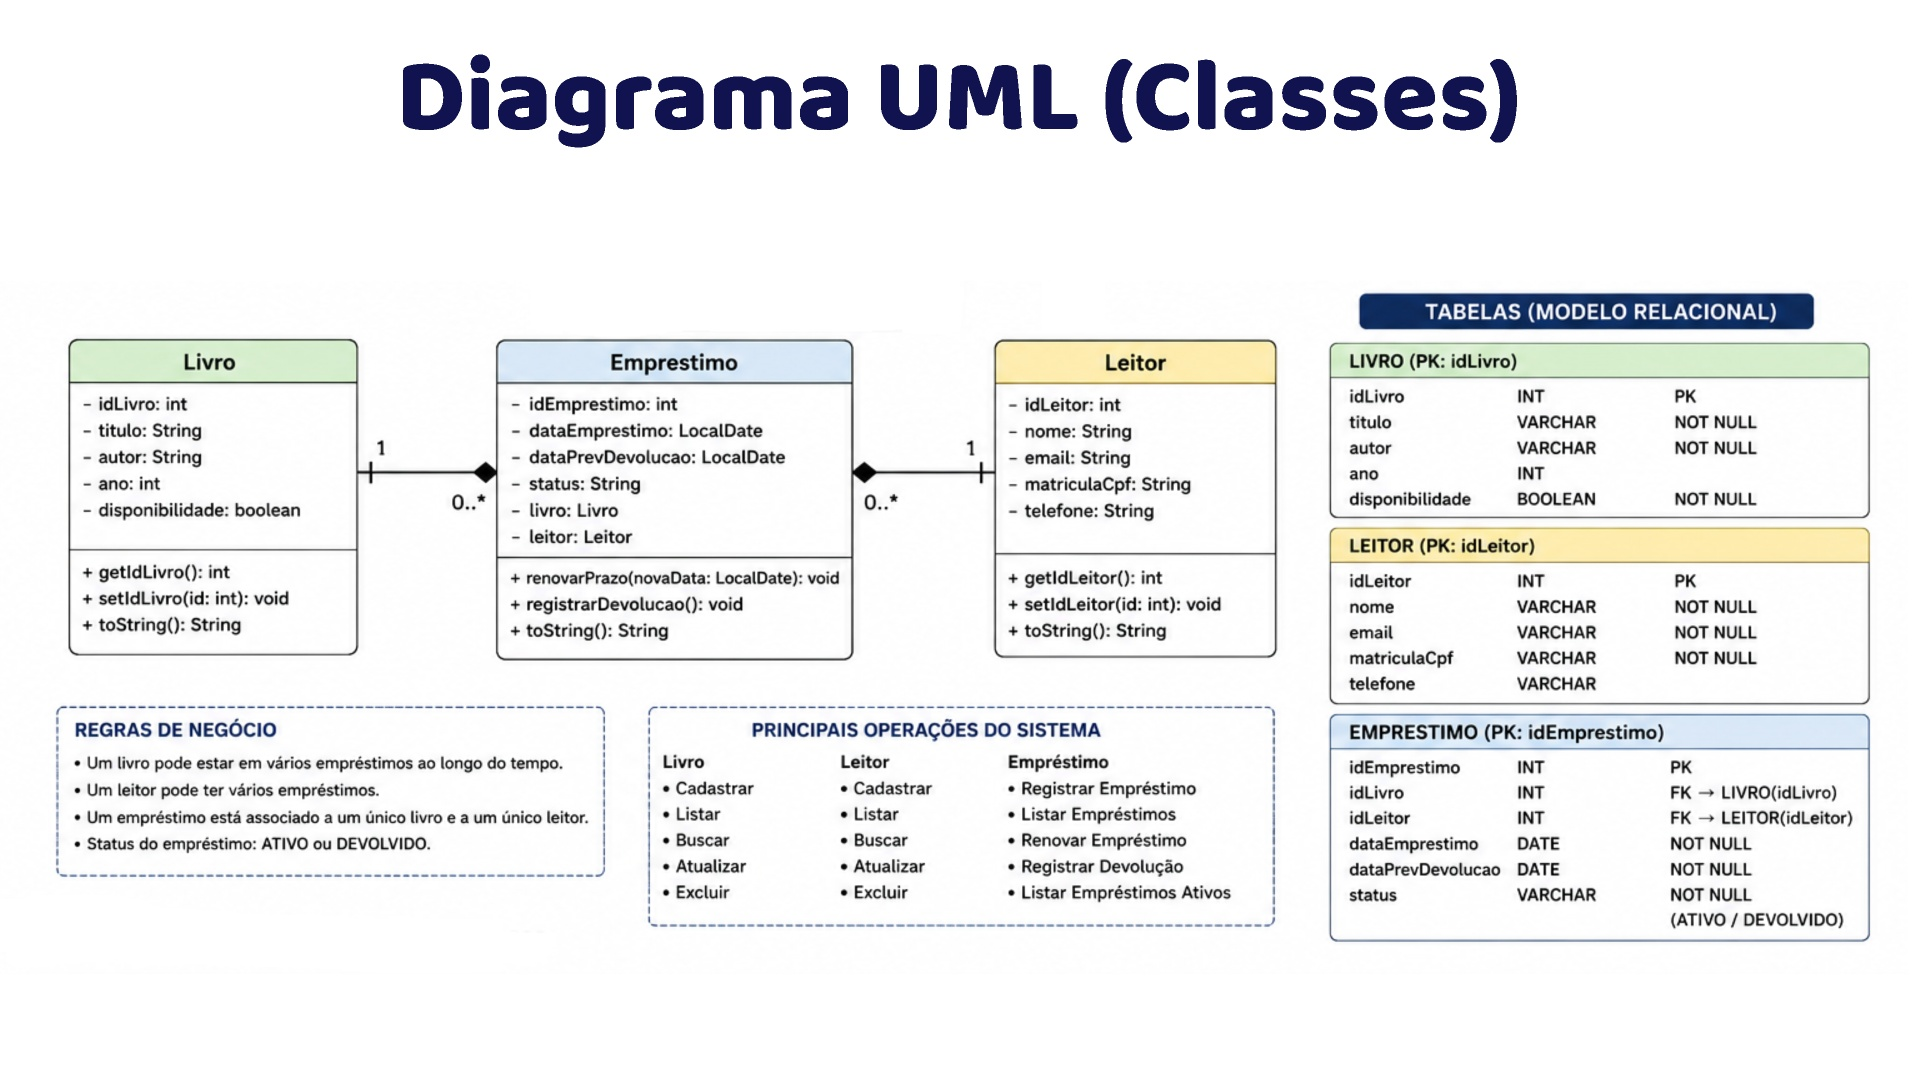 Diagrama UML (Classes)
Livro
- idLivro: int
- titulo: String
- autor: String
- ano: int
- disponibilidade: boolean
+ getIdLivro(): int
+ setIdLivro(id: int): void
+ toString(): String
1
0..*
Emprestimo
- idEmprestimo: int
- dataEmprestimo: LocalDate
- dataPrevDevolucao: LocalDate
- status: String
- livro: Livro
- leitor: Leitor
+ renovarPrazo(novaData: LocalDate): void
+ registrarDevolucao(): void
+ toString(): String
1
0..*
Leitor
- idLeitor: int
- nome: String
- email: String
- matriculaCpf: String
- telefone: String
+ getIdLeitor(): int
+ setIdLeitor(id: int): void
+ toString(): String
REGRAS DE NEGÓCIO
• Um livro pode estar em vários empréstimos ao longo do tempo.
• Um leitor pode ter vários empréstimos.
• Um empréstimo está associado a um único livro e a um único leitor.
• Status do empréstimo: ATIVO ou DEVOLVIDO.
PRINCIPAIS OPERAÇÕES DO SISTEMA
Livro
• Cadastrar
• Listar
• Buscar
• Atualizar
• Excluir
Leitor
• Cadastrar
• Listar
• Buscar
• Atualizar
• Excluir
Empréstimo
• Registrar Empréstimo
• Listar Empréstimos
• Renovar Empréstimo
• Registrar Devolução
• Listar Empréstimos Ativos
TABELAS (MODELO RELACIONAL)
LIVRO (PK: idLivro)
idLivro INT PK
titulo VARCHAR NOT NULL
autor VARCHAR NOT NULL
ano INT
disponibilidade BOOLEAN NOT NULL
LEITOR (PK: idLeitor)
idLeitor INT PK
nome VARCHAR NOT NULL
email VARCHAR NOT NULL
matriculaCpf VARCHAR NOT NULL
telefone VARCHAR
EMPRESTIMO (PK: idEmprestimo)
idEmprestimo INT PK
idLivro INT FK → LIVRO(idLivro)
idLeitor INT FK → LEITOR(idLeitor)
dataEmprestimo DATE NOT NULL
dataPrevDevolucao DATE NOT NULL
status VARCHAR NOT NULL
(ATIVO / DEVOLVIDO)